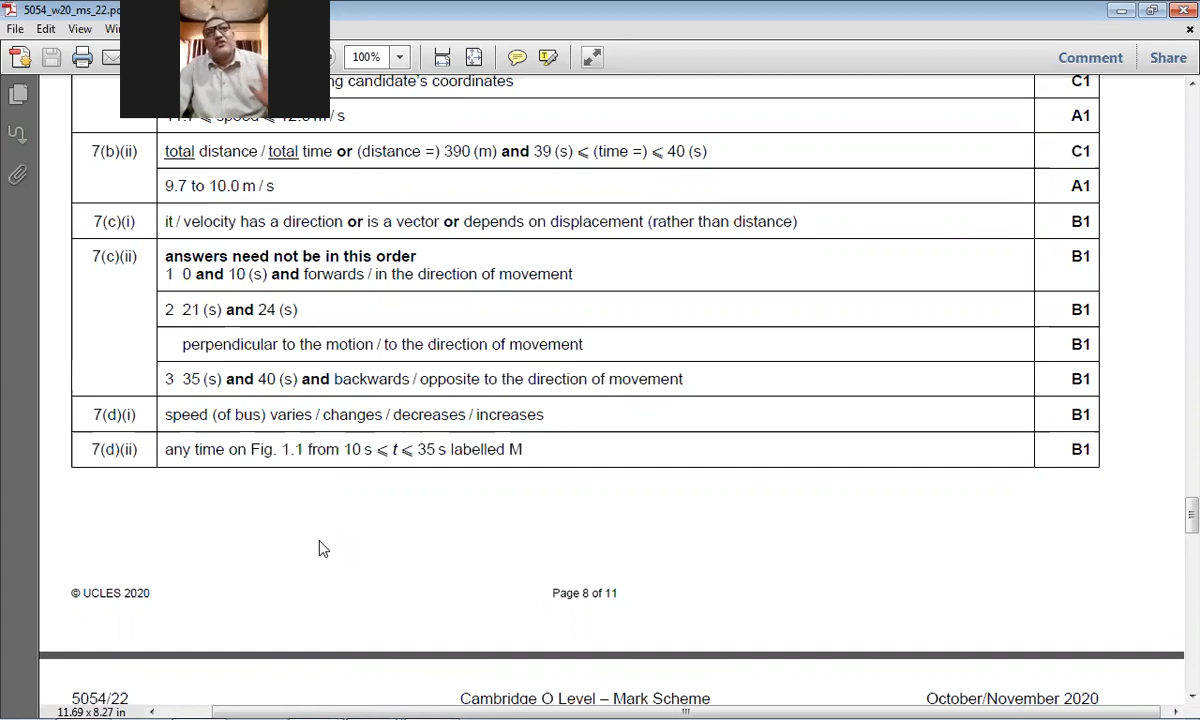 5054_w20_ms_22.p
File Edit View
100%
Comment Share
ng candidate's coordinates C1
⩽ speed ⩽ m / s A1
7(b)(ii) total distance / total time or (distance =) 390 (m) and 39 (s) ⩽ (time =) ⩽ 40 (s) C1
9.7 to 10.0 m / s A1
7(c)(i) it / velocity has a direction or is a vector or depends on displacement (rather than distance) B1
7(c)(ii) answers need not be in this order B1
1 0 and 10 (s) and forwards / in the direction of movement
2 21 (s) and 24 (s) B1
perpendicular to the motion / to the direction of movement B1
3 35 (s) and 40 (s) and backwards / opposite to the direction of movement B1
7(d)(i) speed (of bus) varies / changes / decreases / increases B1
7(d)(ii) any time on Fig. 1.1 from 10 s ⩽ t ⩽ 35 s labelled M B1
© UCLES 2020 Page 8 of 11
5054/22 Cambridge O Level – Mark Scheme October/November 2020
11.69 x 8.27 in